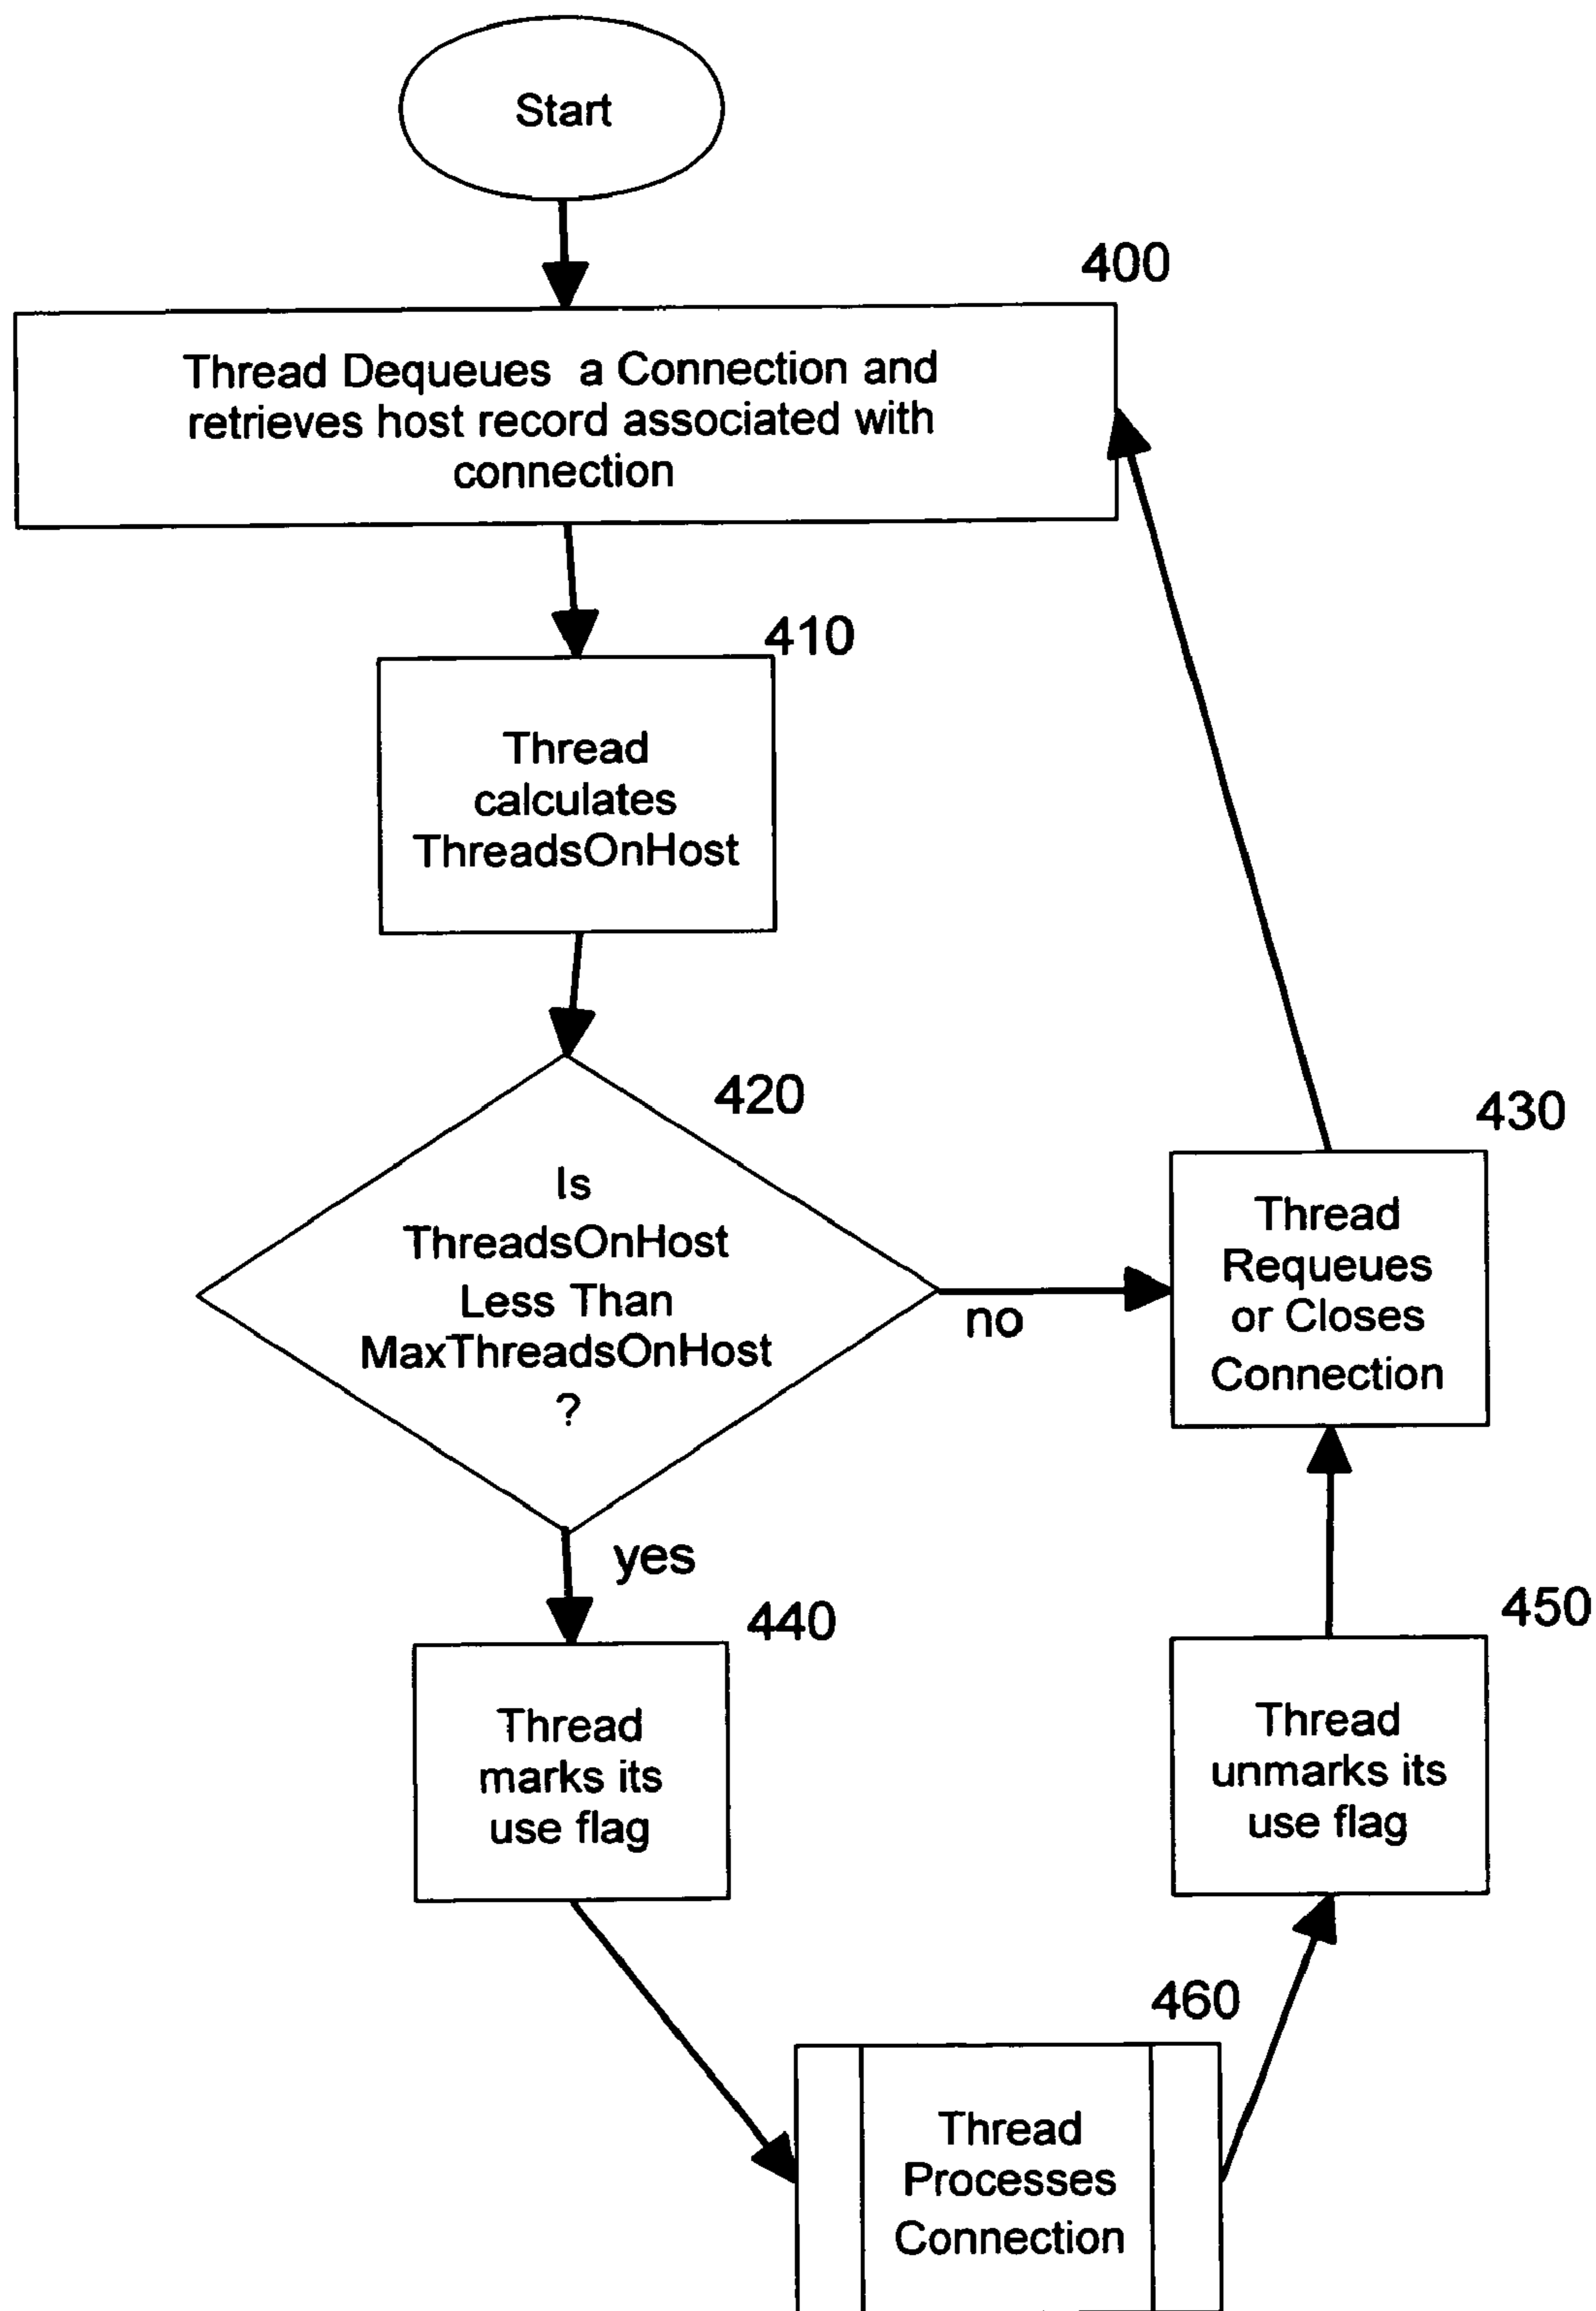 Start
400
Thread Dequeues a Connection and
retrieves host record associated with
connection
410
Thread
calculates
ThreadsOnHost
420
Is
ThreadsOnHost
Less Than
MaxThreadsOnHost
?
no
430
Thread
Requeues
or Closes
Connection
yes
440
Thread
marks its
use flag
450
Thread
unmarks its
use flag
460
Thread
Processes
Connection